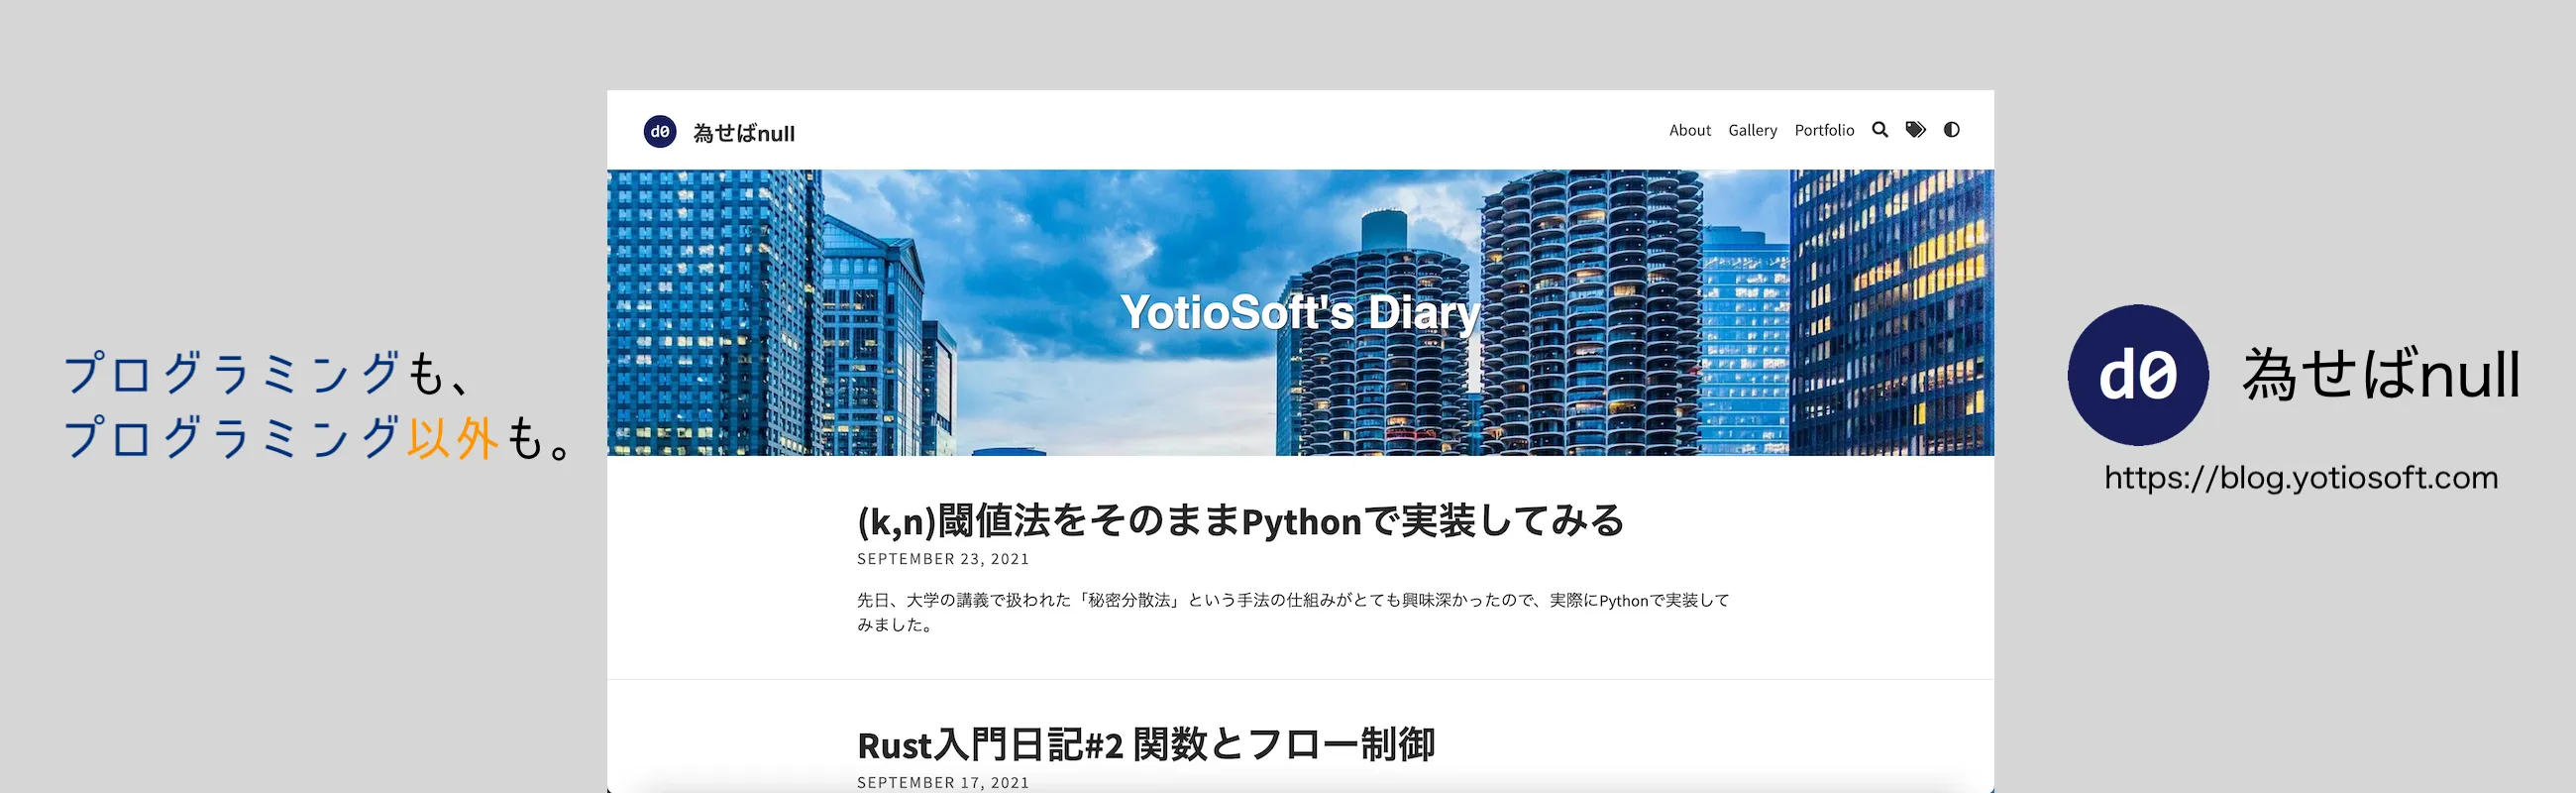 プログラミングも、
プログラミング以外も。
d0 為せばnull
About Gallery Portfolio
YotioSoft's Diary
(k,n)閾値法をそのままPythonで実装してみる
SEPTEMBER 23, 2021
先日、大学の講義で扱われた「秘密分散法」という手法の仕組みがとても興味深かったので、実際にPythonで実装して
みました。
Rust入門日記#2 関数とフロー制御
SEPTEMBER 17, 2021
d0 為せばnull
https://blog.yotiosoft.com